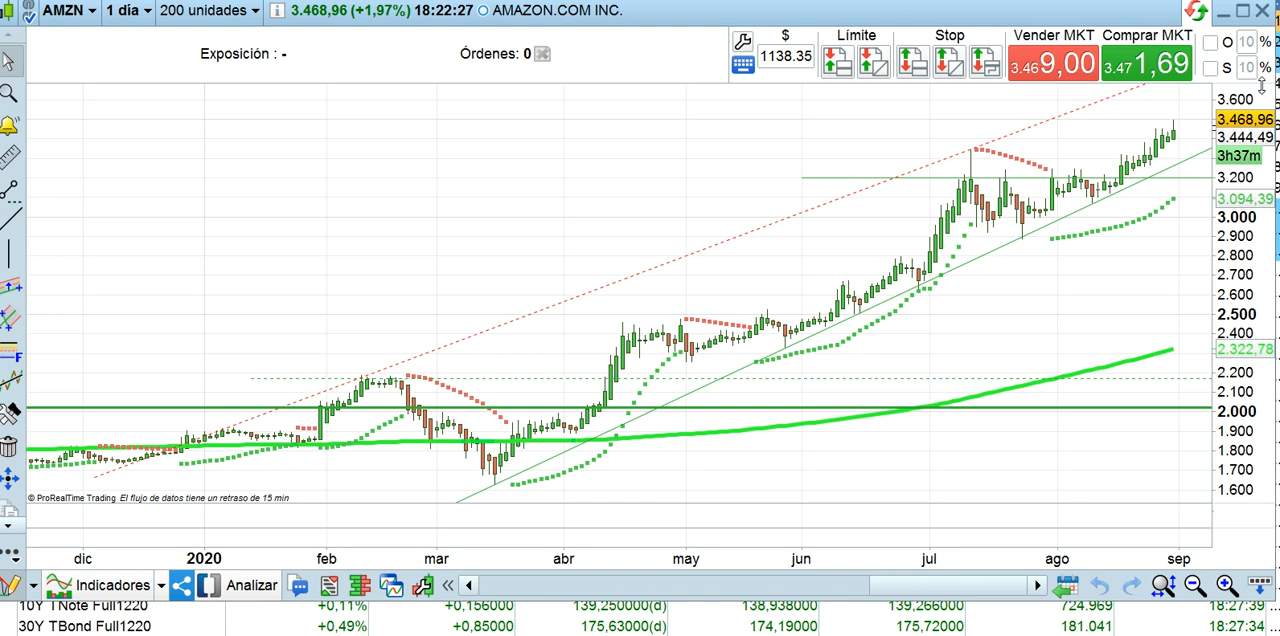 AMZN 1 día 200 unidades 3.468,96 (+1,97%) 18:22:27 AMAZON.COM INC.
Exposición : -
Órdenes: 0
$
1138.35
Límite
Stop
Vender MKT
3.469,00
Comprar MKT
3.471,69
O 10 %
S 10 %
3.600
3.468,96
3.444,49
3h37m
3.200
3.094,39
3.000
2.900
2.800
2.700
2.600
2.500
2.400
2.322,78
2.200
2.100
2.000
1.900
1.800
1.700
1.600
© ProRealTime Trading El flujo de datos tiene un retraso de 15 min
dic 2020 feb mar abr may jun jul ago sep
Indicadores Analizar
10Y TNote Full1220 +0,11% +0,156000 139,250000(d) 138,938000 139,266000 724.969 18:27:39
30Y TBond Full1220 +0,49% +0,85000 175,63000(d) 174,19000 175,72000 181.041 18:27:34